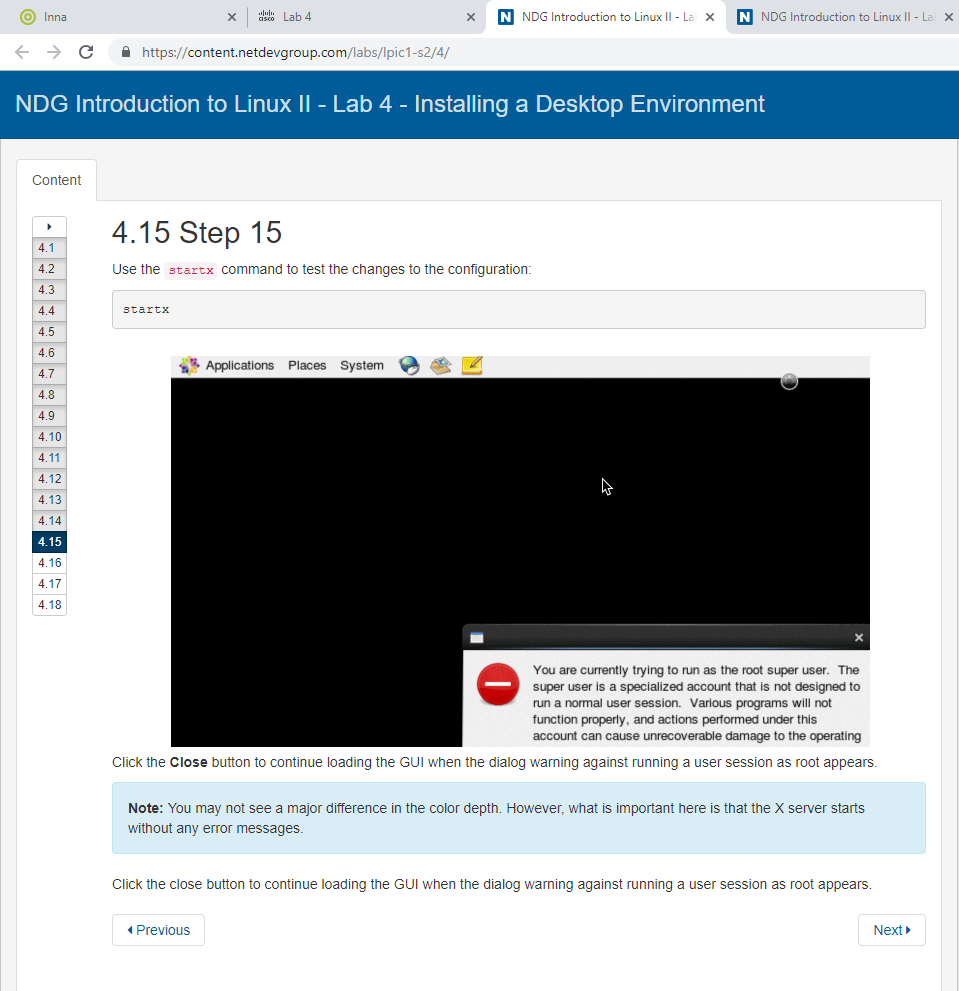 Inna
cisco
Lab 4
N NDG Introduction to Linux II - La
N NDG Introduction to Linux II - La
https://content.netdevgroup.com/labs/lpic1-s2/4/
NDG Introduction to Linux II - Lab 4 - Installing a Desktop Environment
Content
4.1
4.2
4.3
4.4
4.5
4.6
4.7
4.8
4.9
4.10
4.11
4.12
4.13
4.14
4.15
4.16
4.17
4.18
4.15 Step 15
Use the startx command to test the changes to the configuration:
startx
Applications Places System
You are currently trying to run as the root super user. The
super user is a specialized account that is not designed to
run a normal user session. Various programs will not
function properly, and actions performed under this
account can cause unrecoverable damage to the operating
Click the Close button to continue loading the GUI when the dialog warning against running a user session as root appears.
Note: You may not see a major difference in the color depth. However, what is important here is that the X server starts
without any error messages.
Click the close button to continue loading the GUI when the dialog warning against running a user session as root appears.
Previous
Next